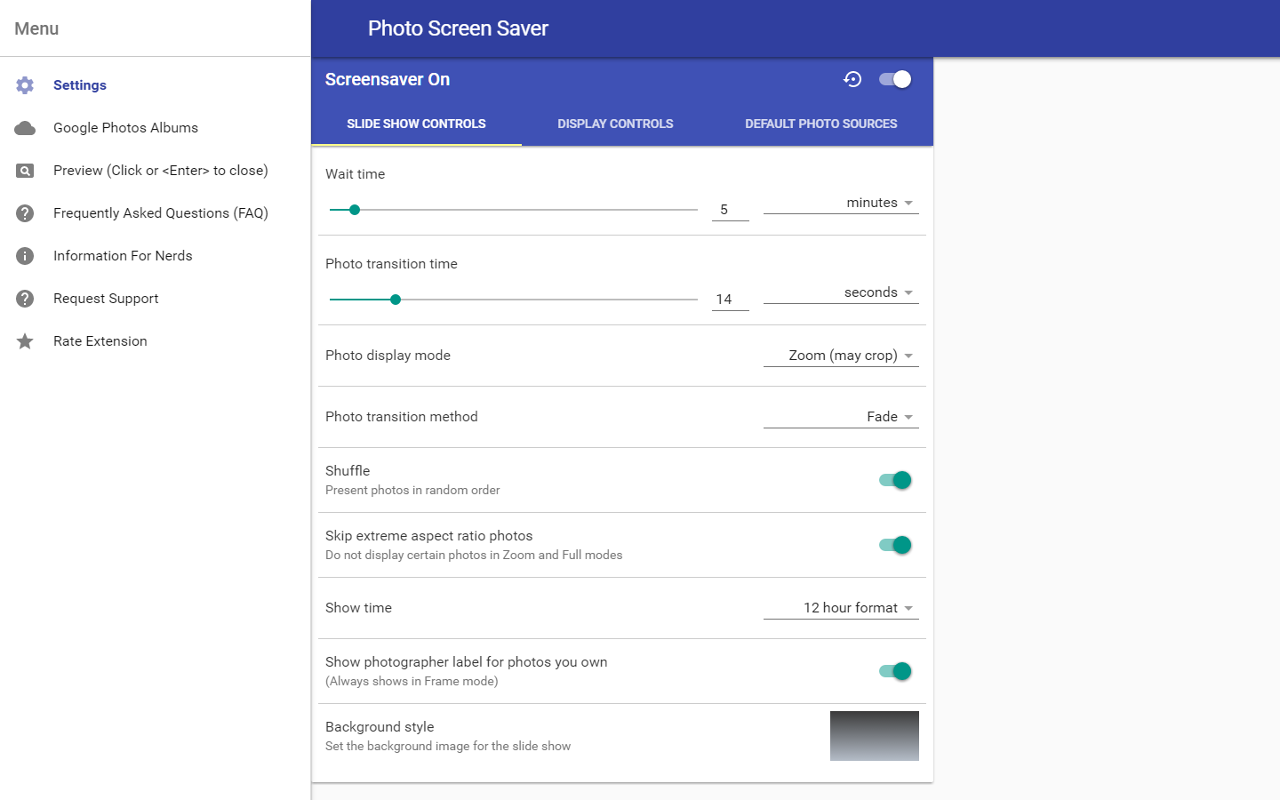 Menu
Photo Screen Saver
Settings
Google Photos Albums
Preview (Click or <Enter> to close)
Frequently Asked Questions (FAQ)
Information For Nerds
Request Support
Rate Extension
Screensaver On
SLIDE SHOW CONTROLS
DISPLAY CONTROLS
DEFAULT PHOTO SOURCES
Wait time
5
minutes
Photo transition time
14
seconds
Photo display mode
Zoom (may crop)
Photo transition method
Fade
Shuffle
Present photos in random order
Skip extreme aspect ratio photos
Do not display certain photos in Zoom and Full modes
Show time
12 hour format
Show photographer label for photos you own
(Always shows in Frame mode)
Background style
Set the background image for the slide show